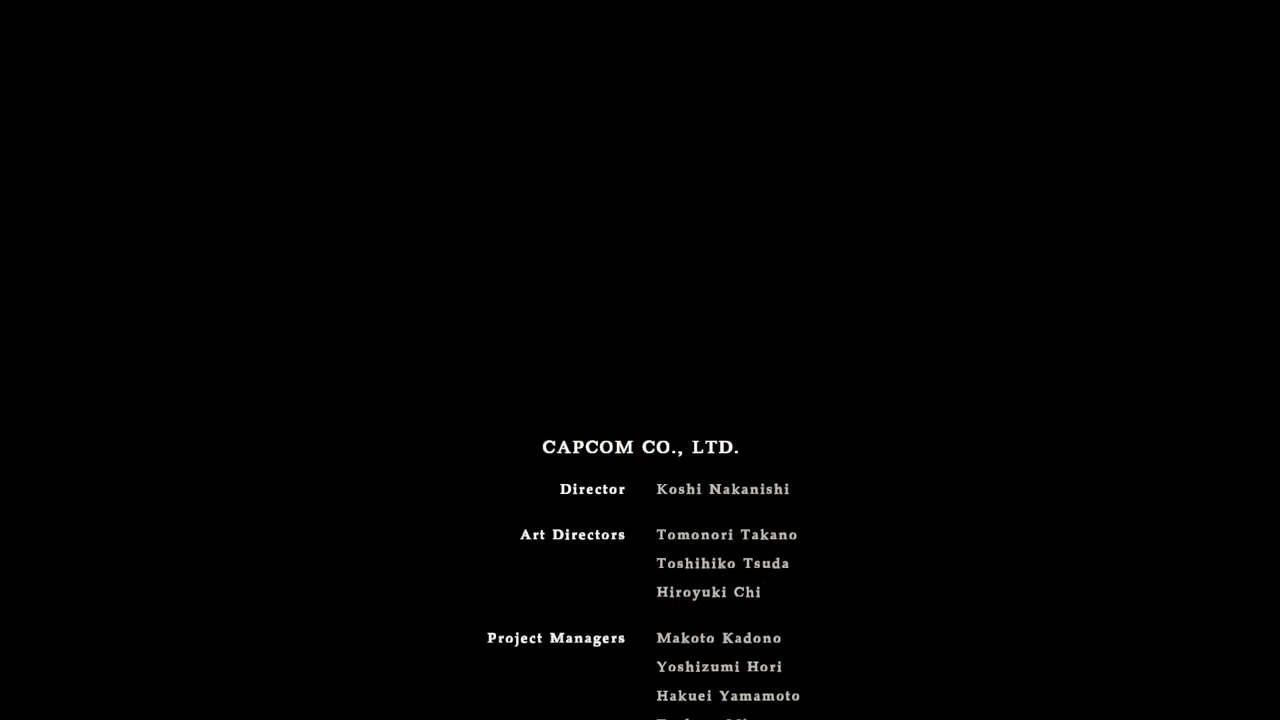 CAPCOM CO., LTD.
Director Koshi Nakanishi
Art Directors Tomonori Takano
Toshihiko Tsuda
Hiroyuki Chi
Project Managers Makoto Kadono
Yoshizumi Hori
Hakuei Yamamoto